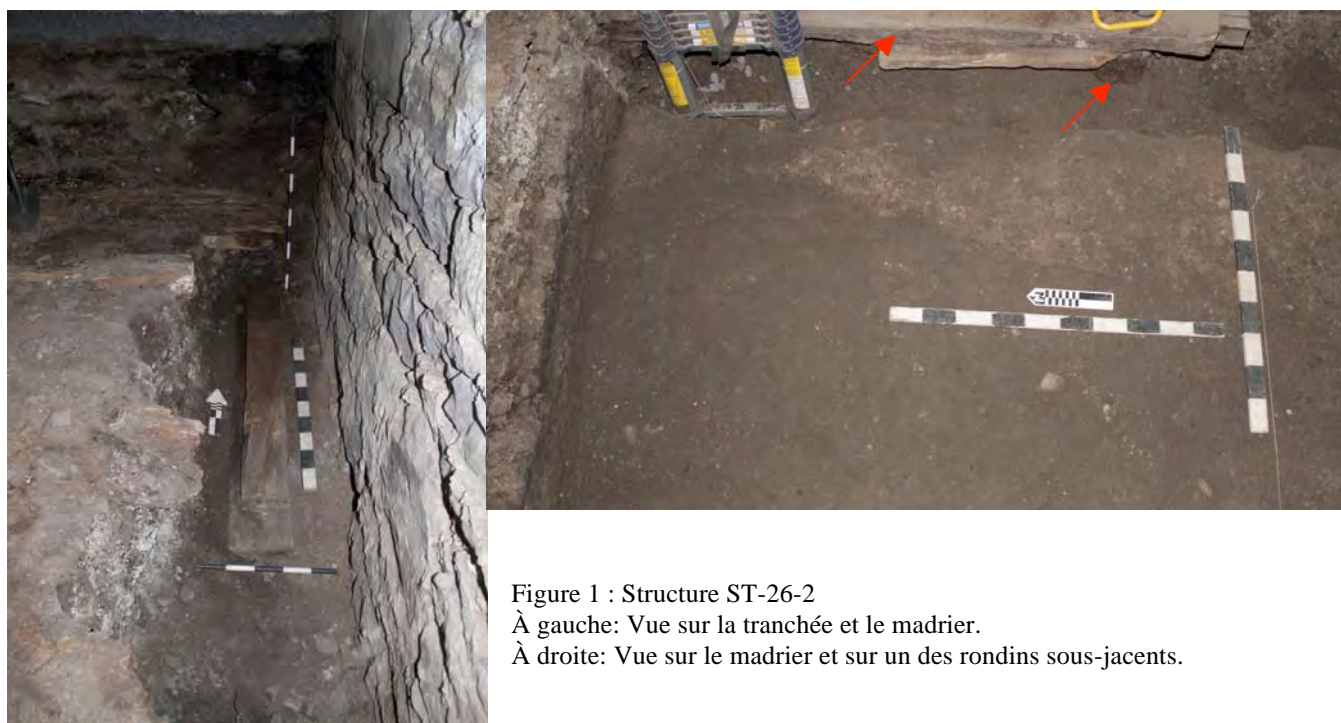 Figure 1 : Structure ST-26-2
À gauche: Vue sur la tranchée et le madrier.
À droite: Vue sur le madrier et sur un des rondins sous-jacents.